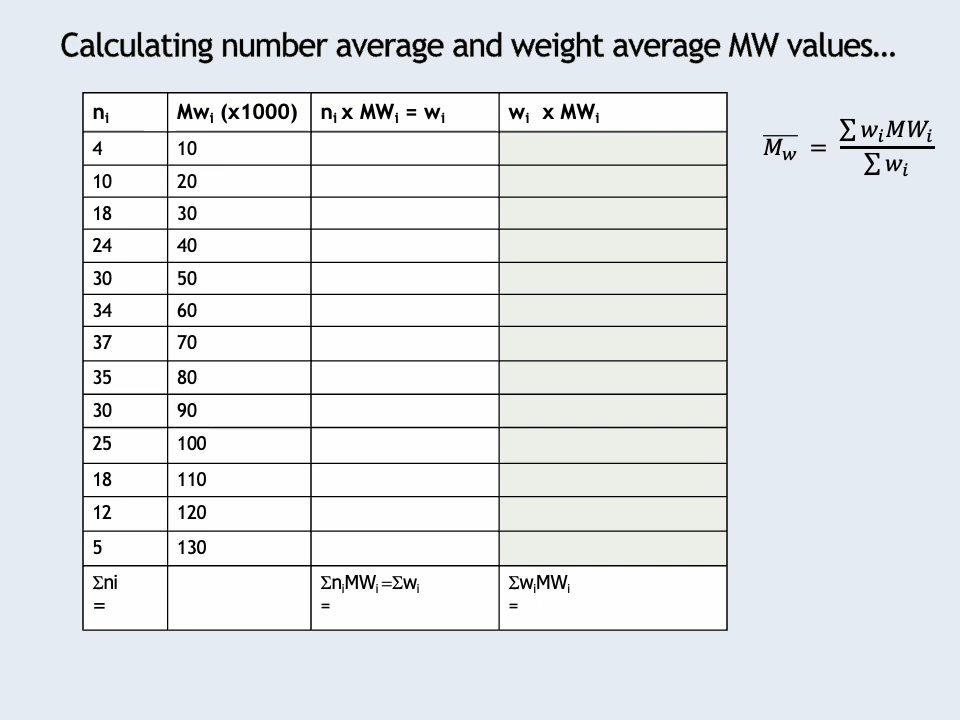 Calculating number average and weight average MW values...
nᵢ Mwᵢ (x1000) nᵢ x MWᵢ = wᵢ wᵢ x MWᵢ
4 10
10 20
18 30
24 40
30 50
34 60
37 70
35 80
30 90
25 100
18 110
12 120
5 130
Σni ΣnᵢMWᵢ=Σwᵢ ΣwᵢMWᵢ
= = =
M̅w = ∑ wᵢMWᵢ / ∑ wᵢ